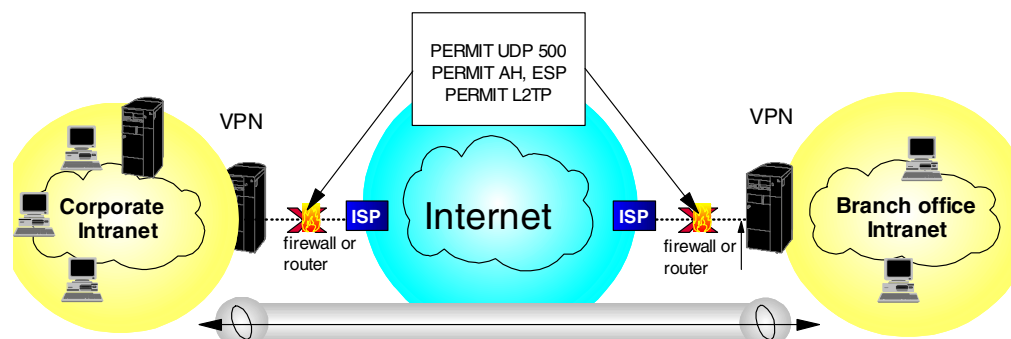 PERMIT UDP 500
PERMIT AH, ESP
PERMIT L2TP
VPN
VPN
Corporate
Intranet
ISP
Internet
ISP
Branch office
Intranet
firewall or
router
firewall or
router